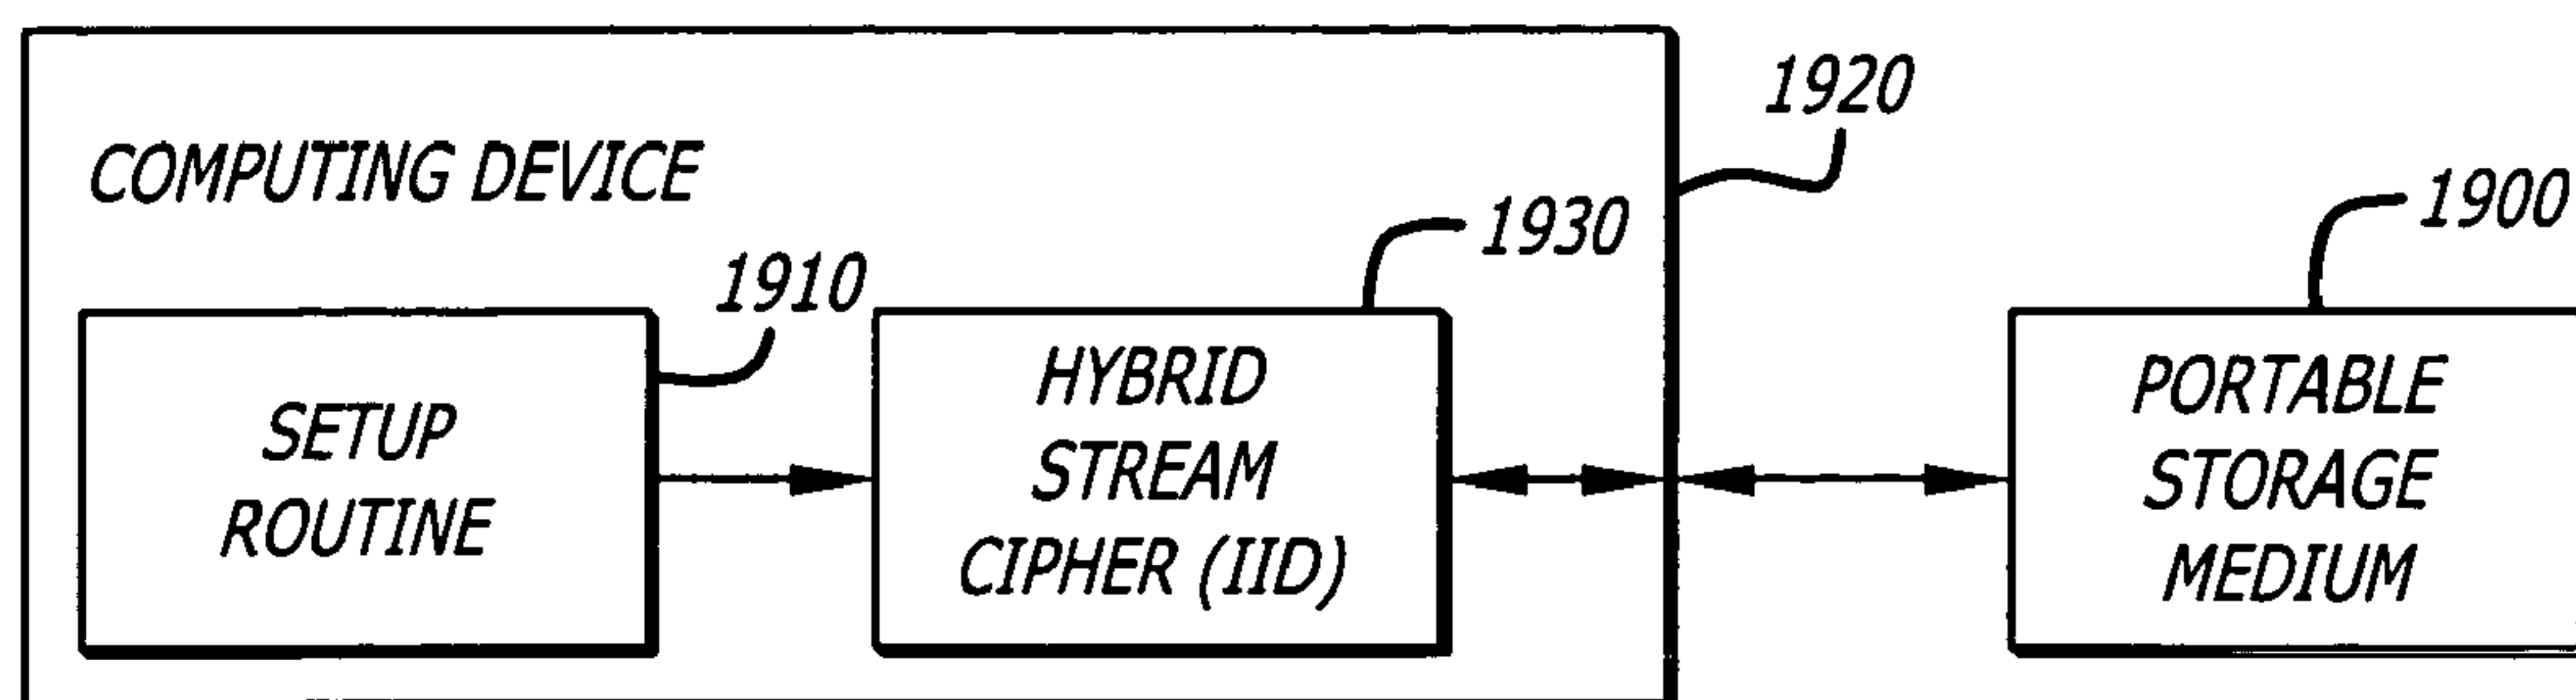 1920
COMPUTING DEVICE
1900
1930
1910
SETUP
ROUTINE
HYBRID
STREAM
CIPHER (IID)
PORTABLE
STORAGE
MEDIUM